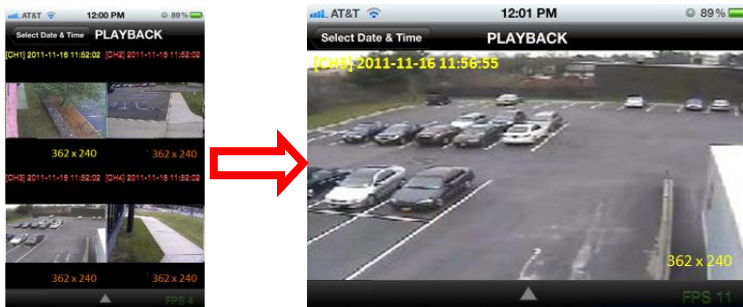 AT&T 12:00 PM 89%
Select Date & Time PLAYBACK
[CH1] 2011-11-16 11:52:02 [CH2] 2011-11-16 11:52:02
362 x 240 362 x 240
[CH3] 2011-11-16 11:52:02 [CH4] 2011-11-16 11:52:02
362 x 240 362 x 240
FPS 4
AT&T 12:01 PM 89%
Select Date & Time PLAYBACK
[CH3] 2011-11-16 11:56:55
362 x 240
FPS 11